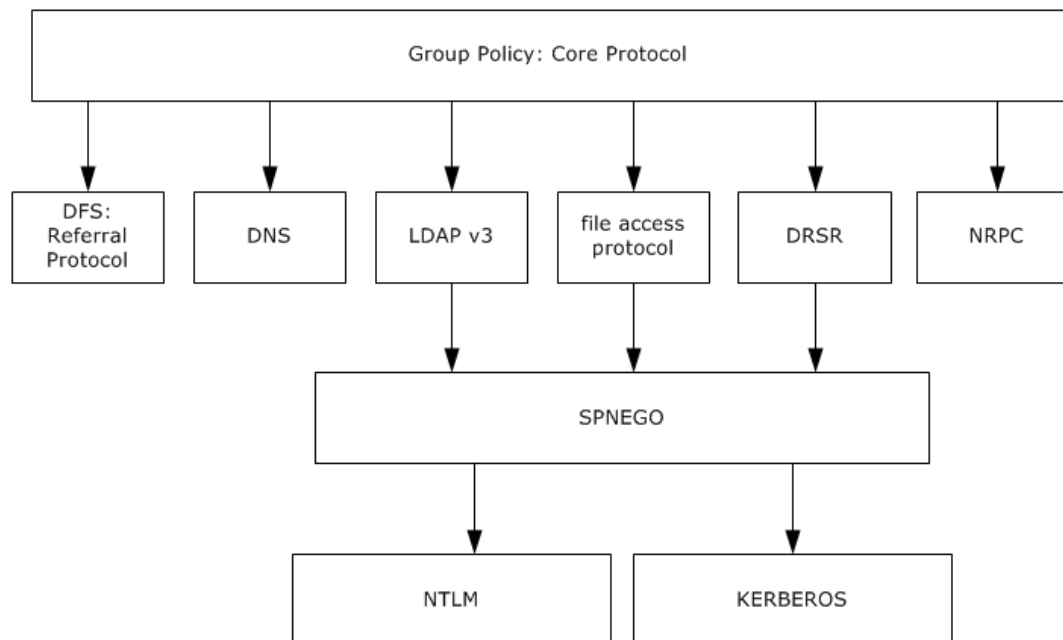 Group Policy: Core Protocol
DFS:
Referral
Protocol
DNS
LDAP v3
file access
protocol
DRSR
NRPC
SPNEGO
NTLM
KERBEROS